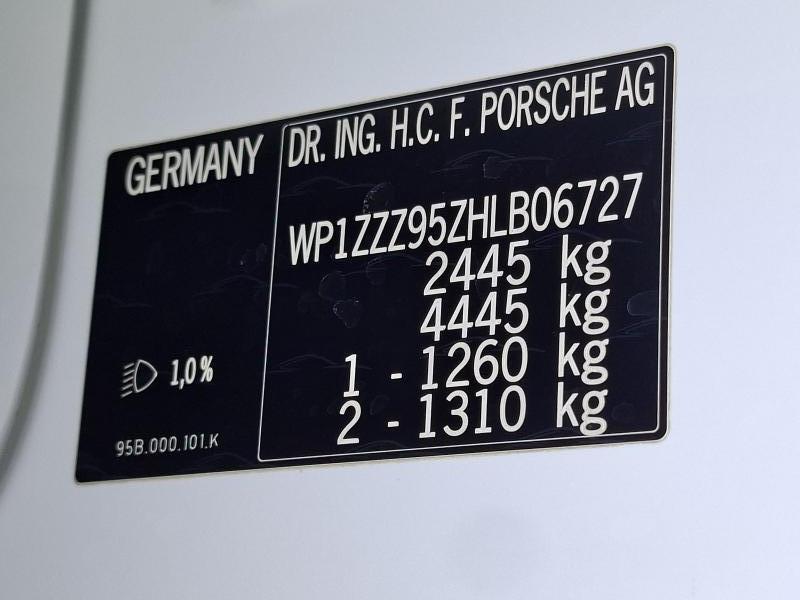 GERMANY
DR. ING. H.C. F. PORSCHE AG
WP1ZZZ95ZHLB06727
2445 kg
4445 kg
1 - 1260 kg
2 - 1310 kg
1,0%
95B.000.101.K